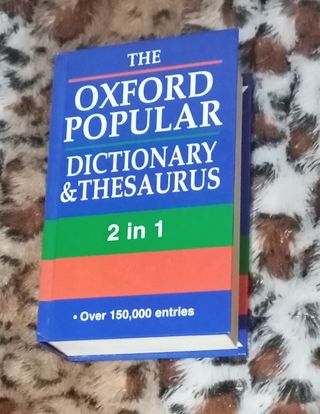 THE
OXFORD
POPULAR
DICTIONARY
& THESAURUS
2 in 1
• Over 150,000 entries